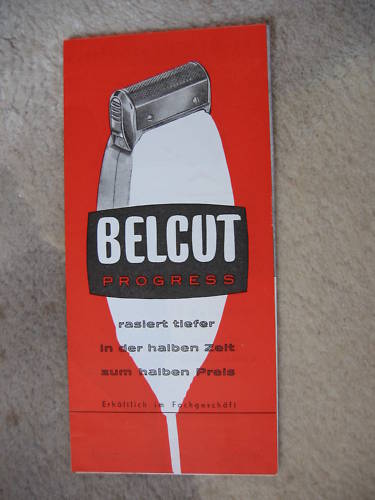 BELCUT
PROGRESS
rasiert tiefer
in der halben Zeit
zum halben Preis
Erhältlich im Fachgeschäft